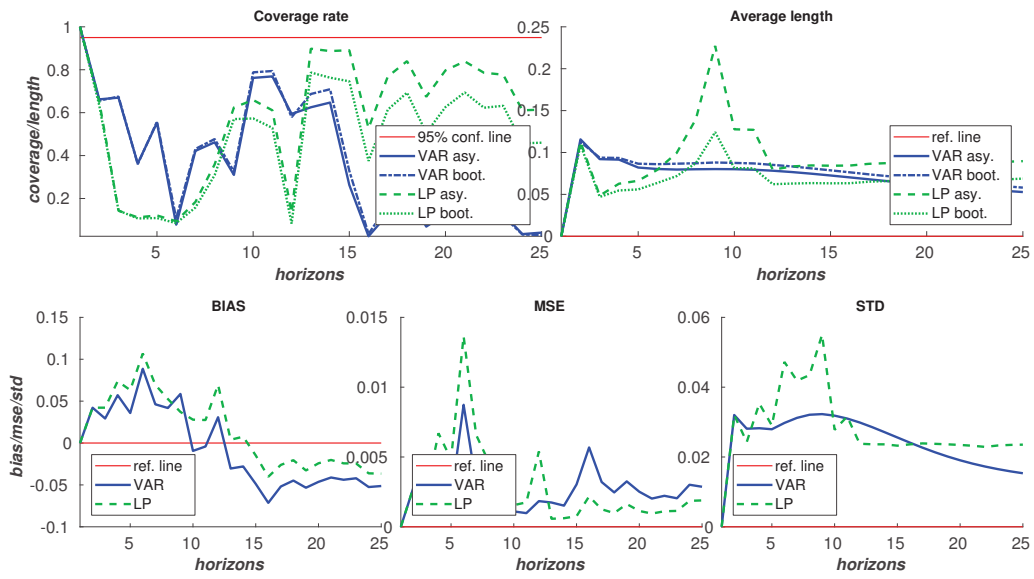 Coverage rate
coverage/length
1
0.8
0.6
0.4
0.2
5
10
15
20
25
95% conf. line
VAR asy.
VAR boot.
LP asy.
LP boot.
horizons
Average length
0.25
0.2
0.15
0.1
0.05
0
5
10
15
20
25
ref. line
VAR asy.
VAR boot.
LP asy.
LP boot.
horizons
BIAS
bias/mse/std
0.15
0.1
0.05
0
-0.05
-0.1
5
10
15
20
25
ref. line
VAR
LP
horizons
MSE
0.015
0.01
0.005
0
5
10
15
20
25
ref. line
VAR
LP
horizons
STD
0.06
0.04
0.02
0
5
10
15
20
25
ref. line
VAR
LP
horizons